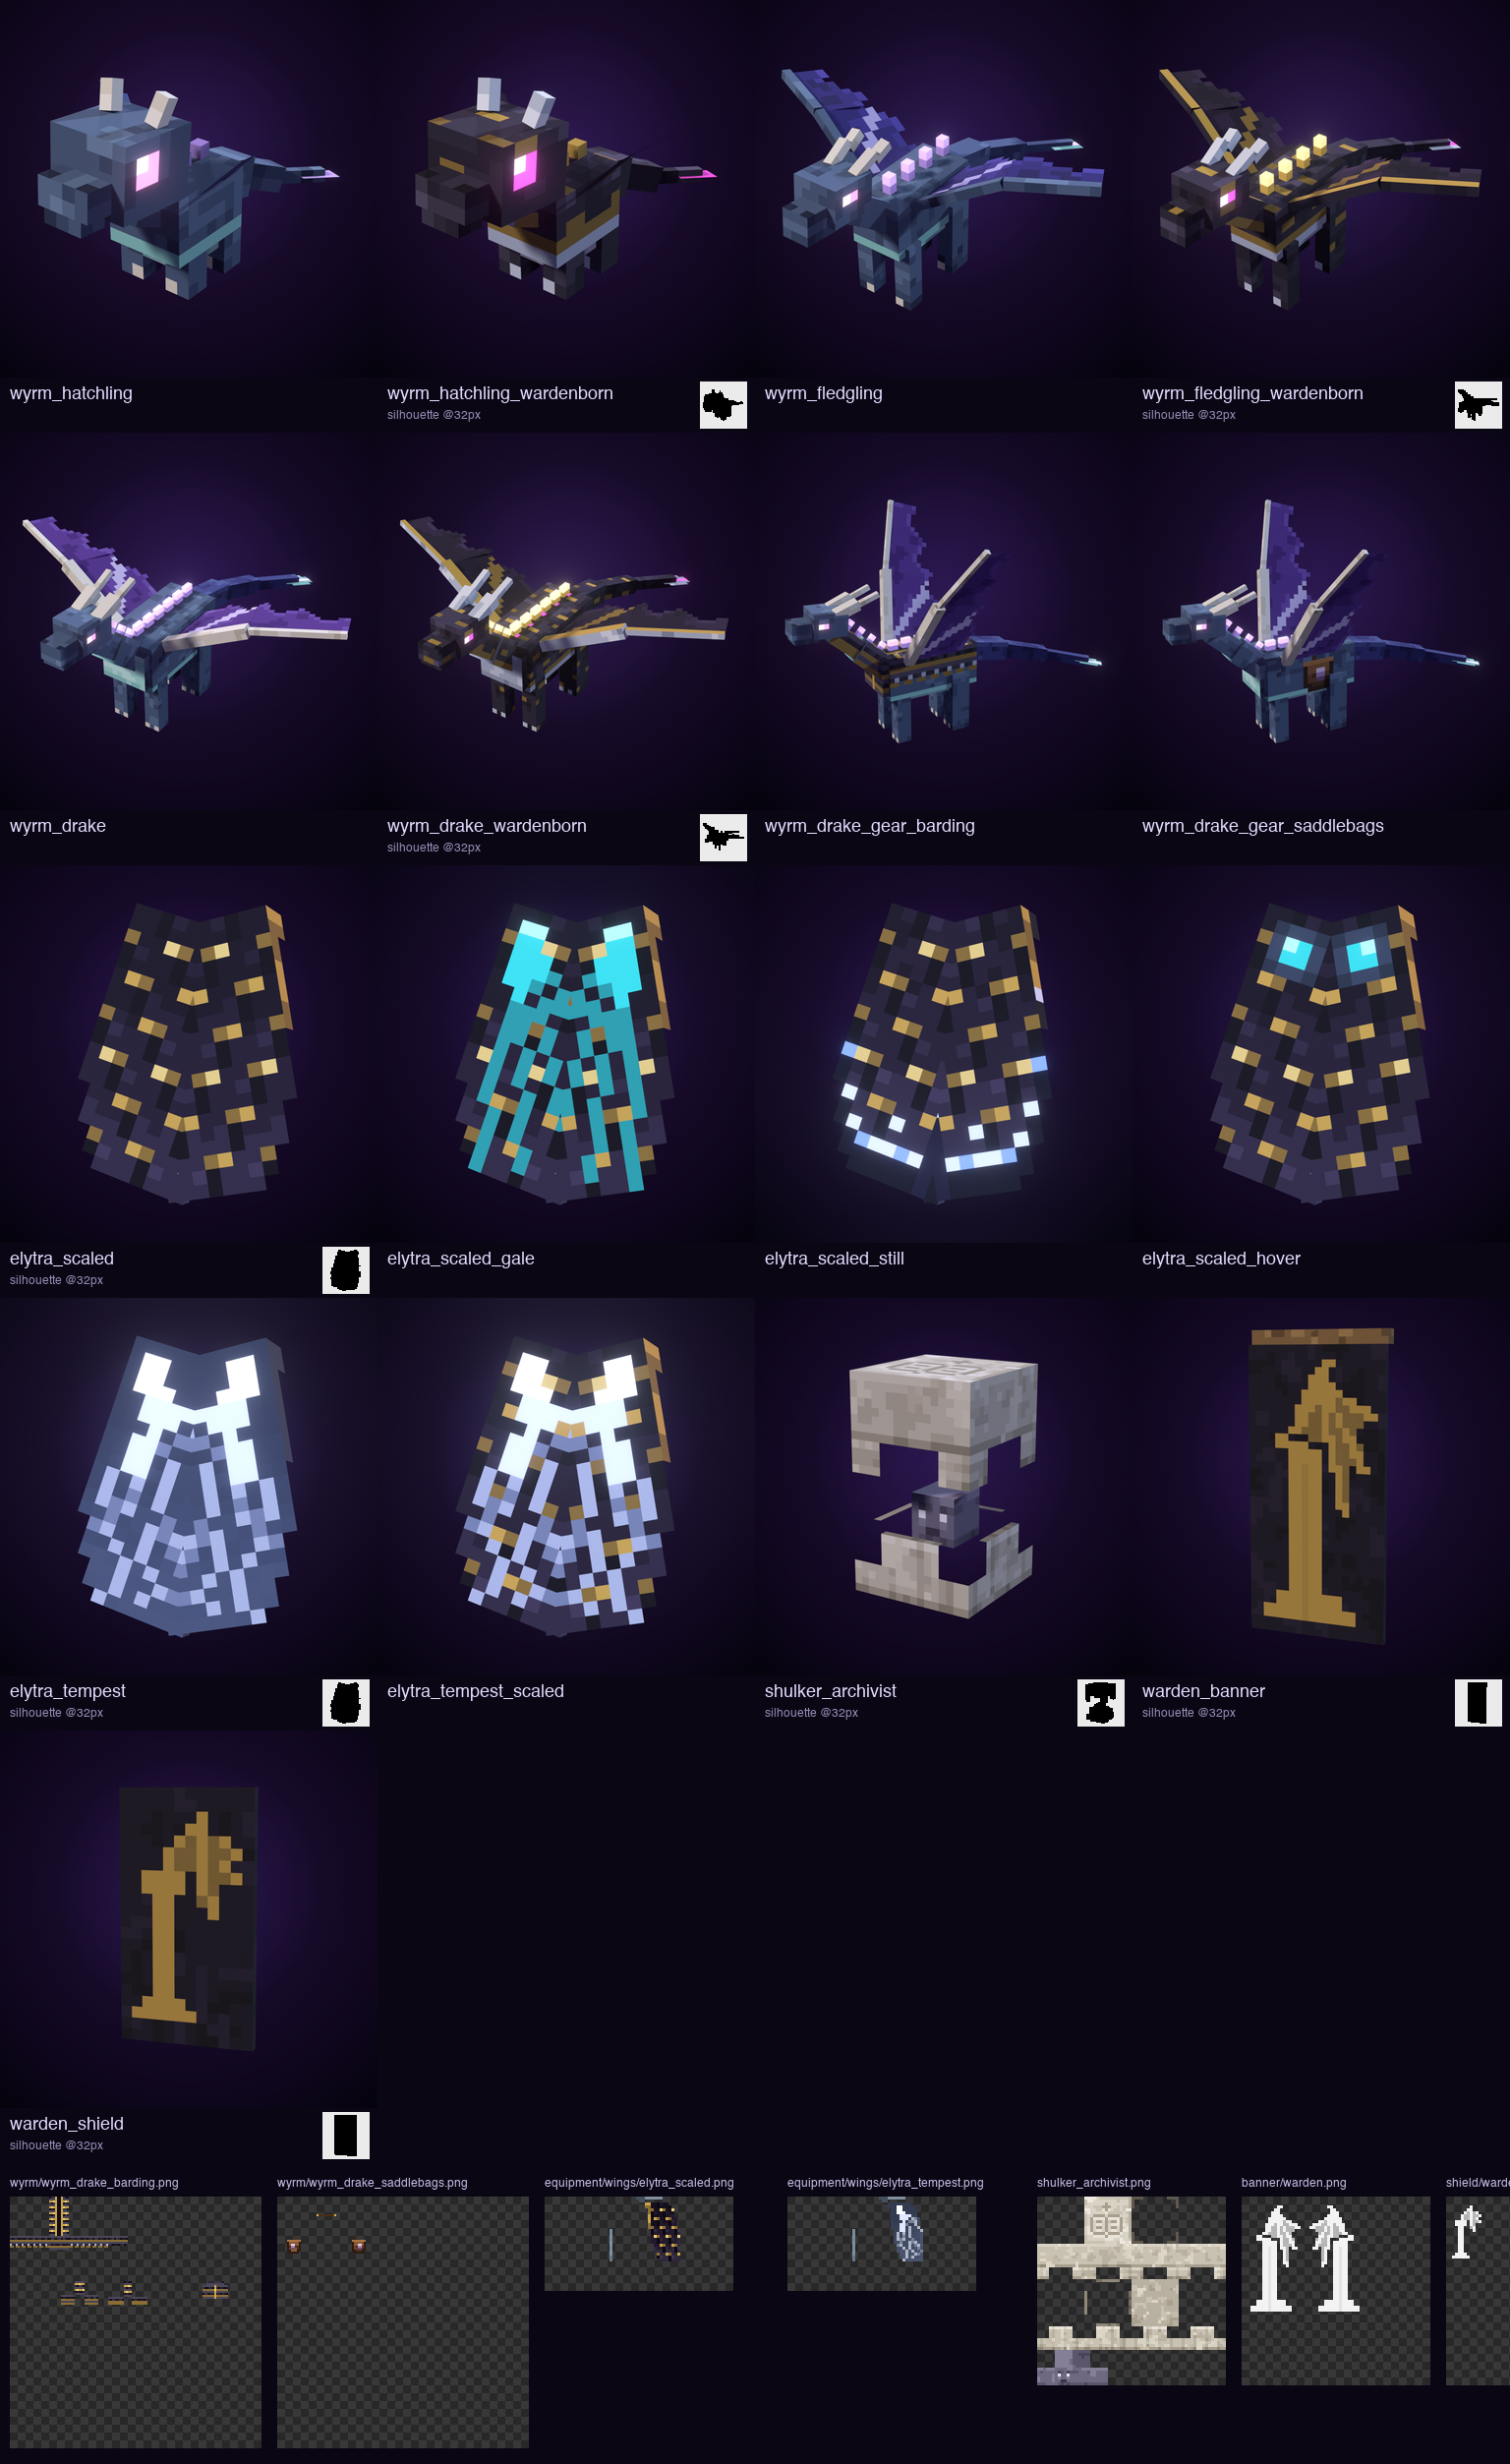 wyrm_hatchling
wyrm_hatchling_wardenborn
silhouette @32px
wyrm_fledgling
wyrm_fledgling_wardenborn
silhouette @32px
wyrm_drake
wyrm_drake_wardenborn
silhouette @32px
wyrm_drake_gear_barding
wyrm_drake_gear_saddlebags
elytra_scaled
silhouette @32px
elytra_scaled_gale
elytra_scaled_still
elytra_scaled_hover
elytra_tempest
silhouette @32px
elytra_tempest_scaled
shulker_archivist
silhouette @32px
warden_banner
silhouette @32px
warden_shield
silhouette @32px
wyrm/wyrm_drake_barding.png
wyrm/wyrm_drake_saddlebags.png
equipment/wings/elytra_scaled.png
equipment/wings/elytra_tempest.png
shulker_archivist.png
banner/warden.png
shield/warde